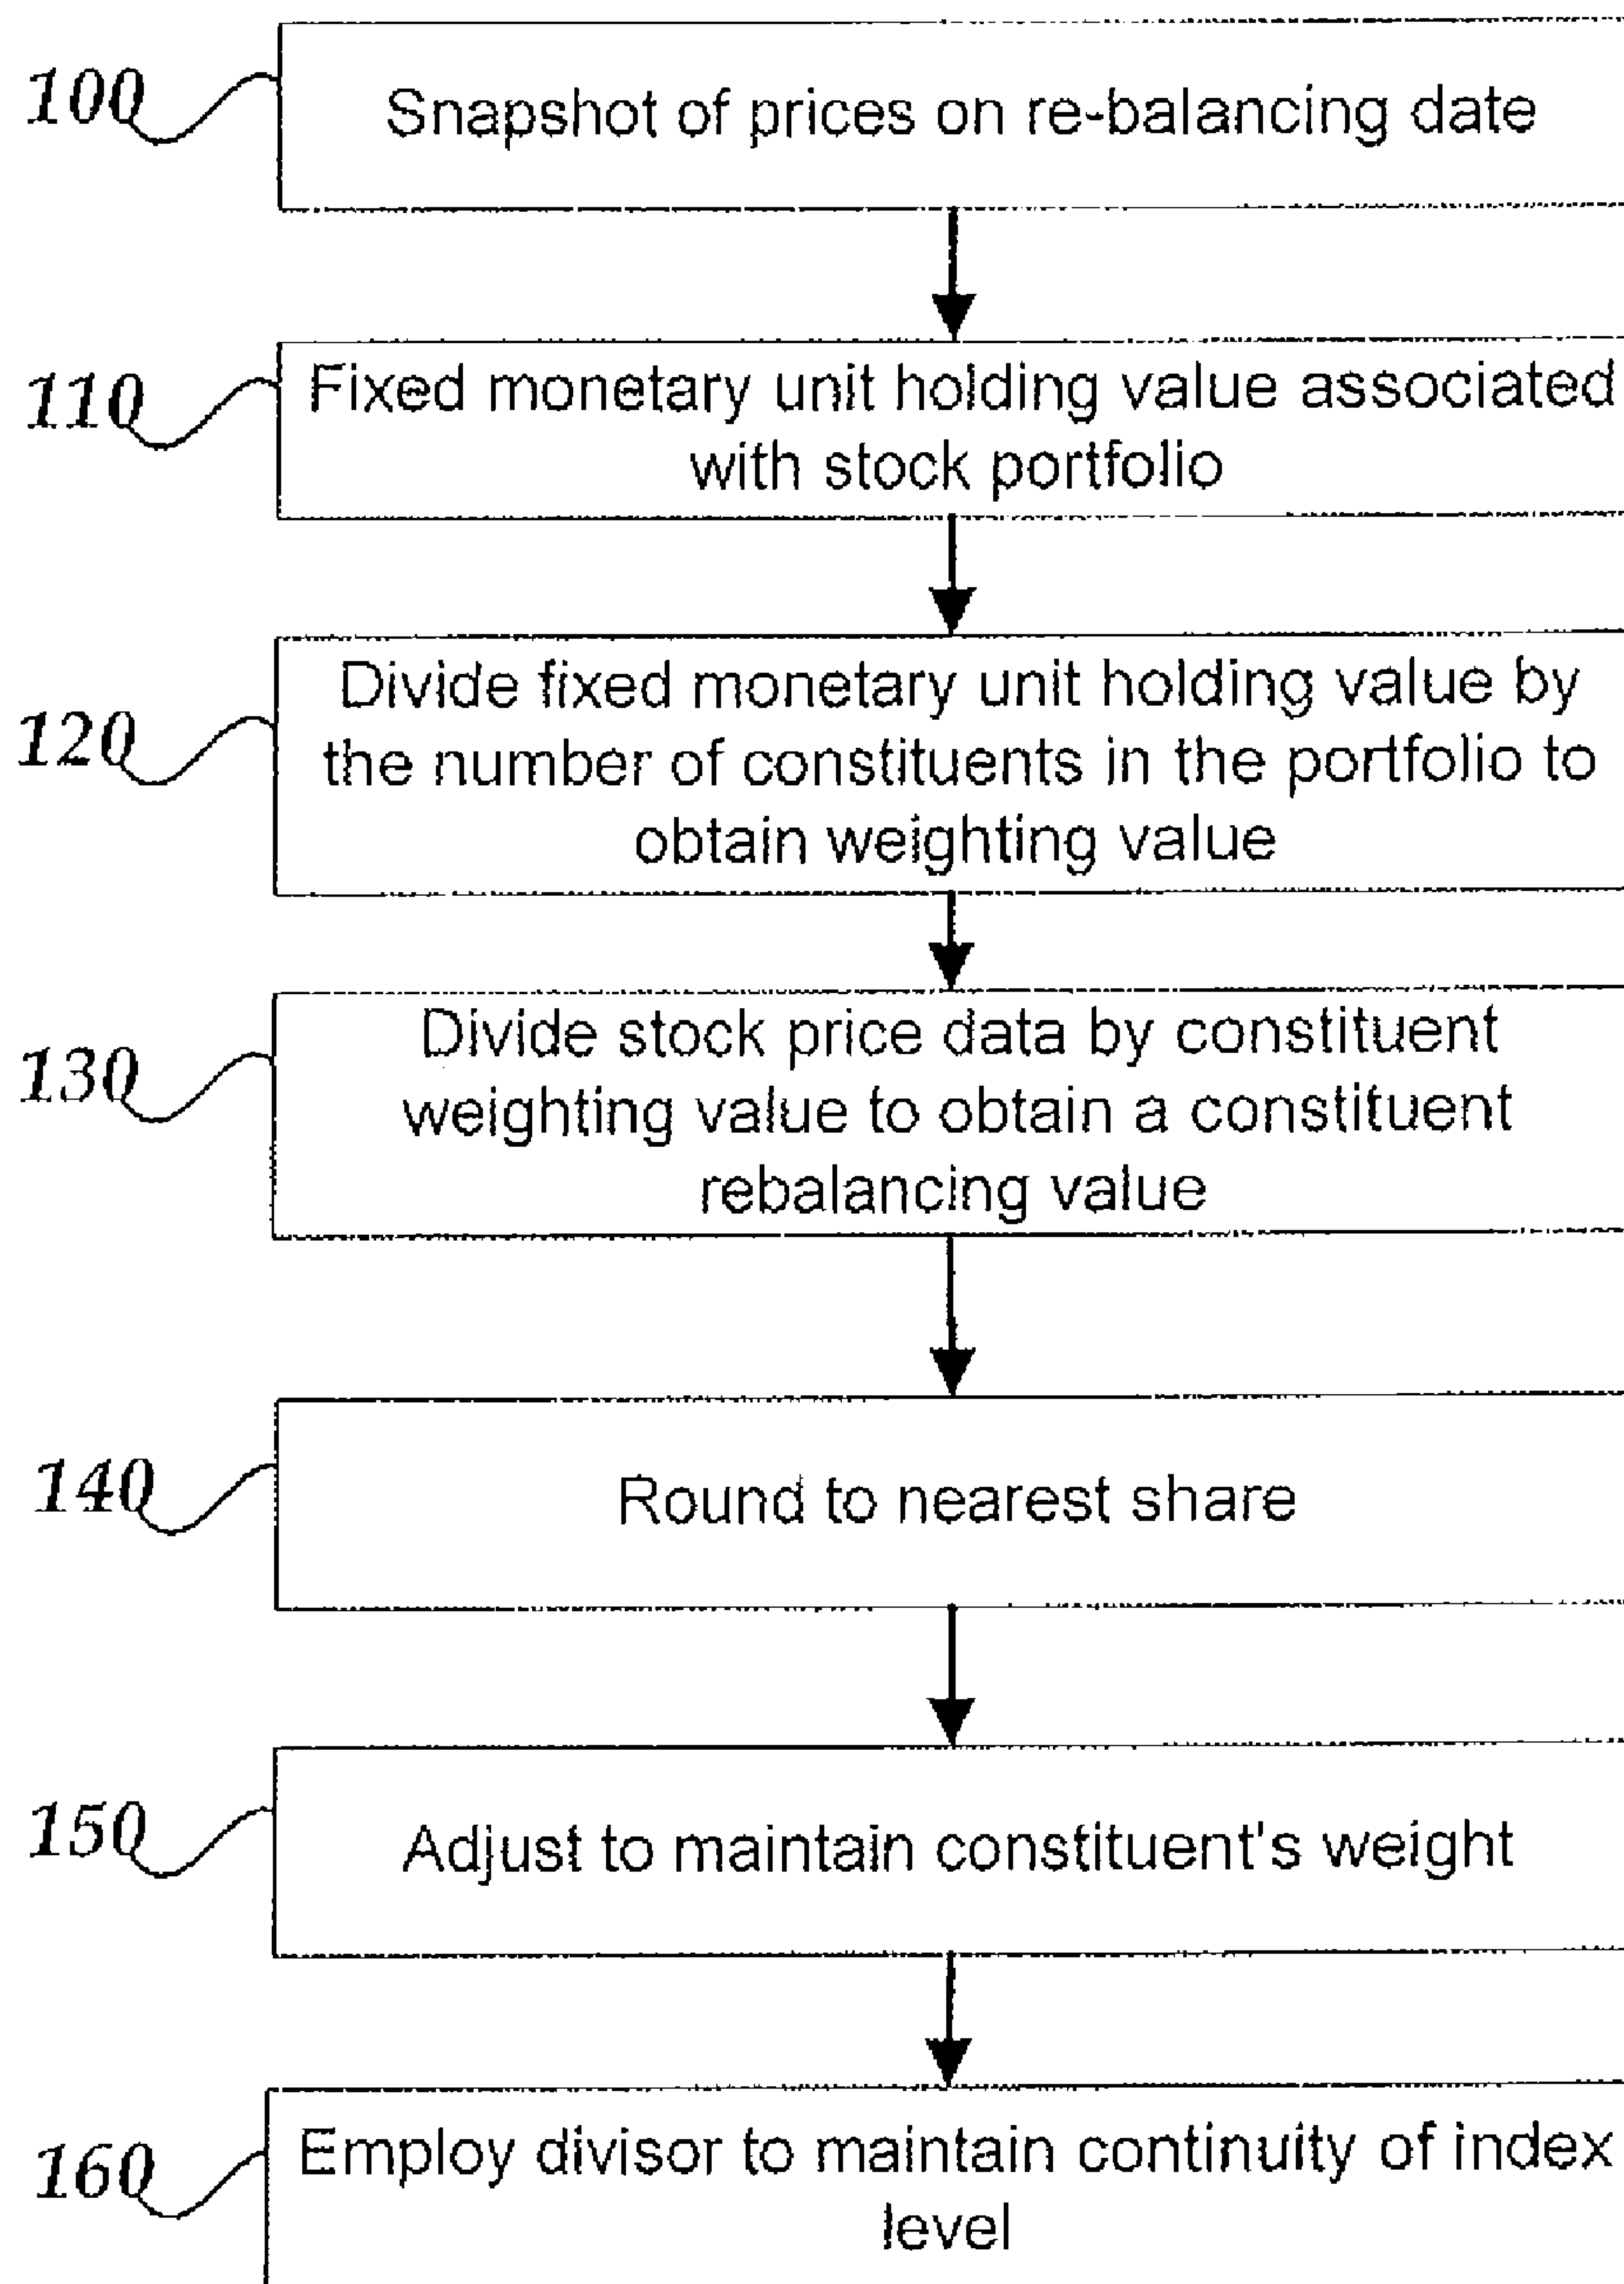 100
Snapshot of prices on re-balancing date
110
Fixed monetary unit holding value associated
with stock portfolio
120
Divide fixed monetary unit holding value by
the number of constituents in the portfolio to
obtain weighting value
130
Divide stock price data by constituent
weighting value to obtain a constituent
rebalancing value
140
Round to nearest share
150
Adjust to maintain constituent's weight
160
Employ divisor to maintain continuity of index
level